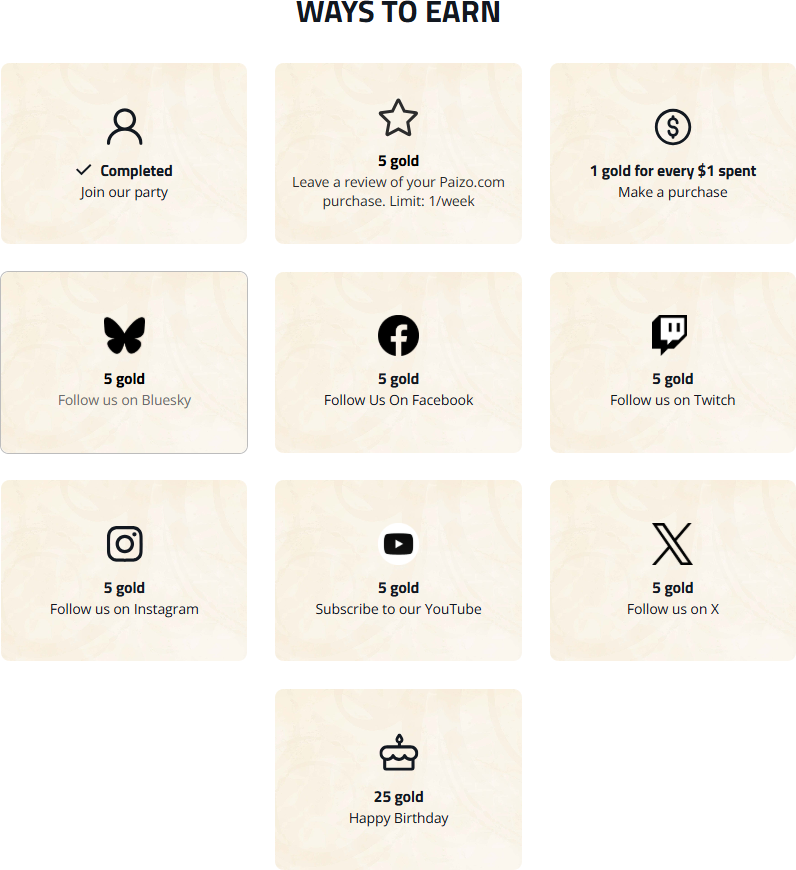 WAYS TO EARN
Completed
Join our party
5 gold
Leave a review of your Paizo.com
purchase. Limit: 1/week
1 gold for every $1 spent
Make a purchase
5 gold
Follow us on Bluesky
5 gold
Follow Us On Facebook
5 gold
Follow us on Twitch
5 gold
Follow us on Instagram
5 gold
Subscribe to our YouTube
5 gold
Follow us on X
25 gold
Happy Birthday